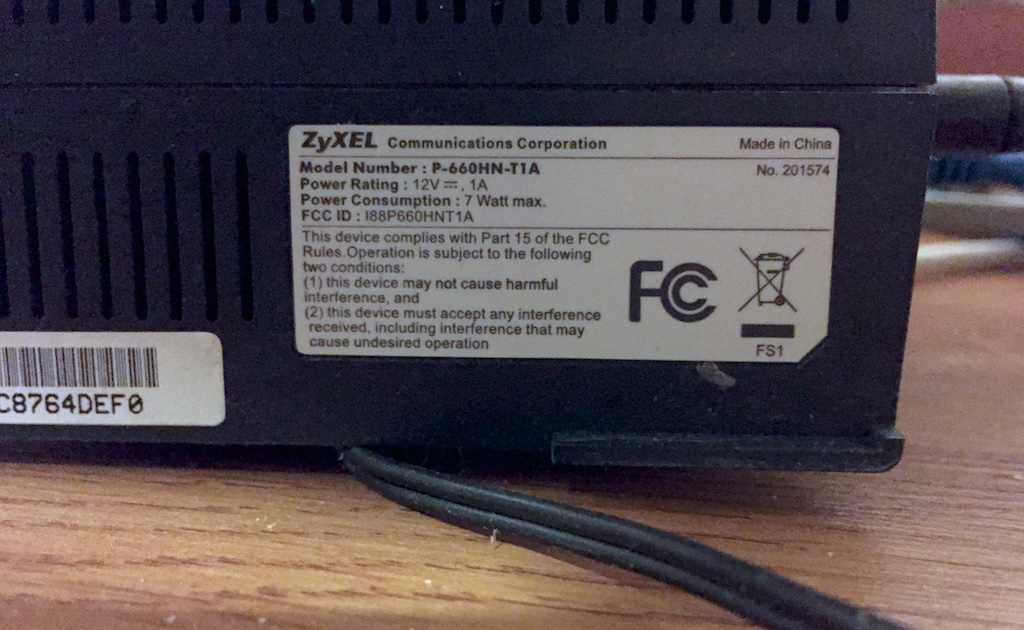 ZyXEL Communications Corporation Made in China
Model Number : P-660HN-T1A No. 201574
Power Rating : 12V ⎓, 1A
Power Consumption : 7 Watt max.
FCC ID : I88P660HNT1A
This device complies with Part 15 of the FCC
Rules.Operation is subject to the following
two conditions:
(1) this device may not cause harmful
interference, and
(2) this device must accept any interference
received, including interference that may
cause undesired operation
FC
FS1
C8764DEF0